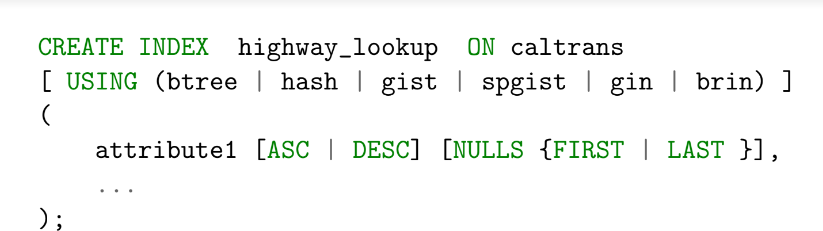 CREATE INDEX  highway_lookup  ON caltrans
[ USING (btree | hash | gist | spgist | gin | brin) ]
(
    attribute1 [ASC | DESC] [NULLS {FIRST | LAST }],
    ...
);